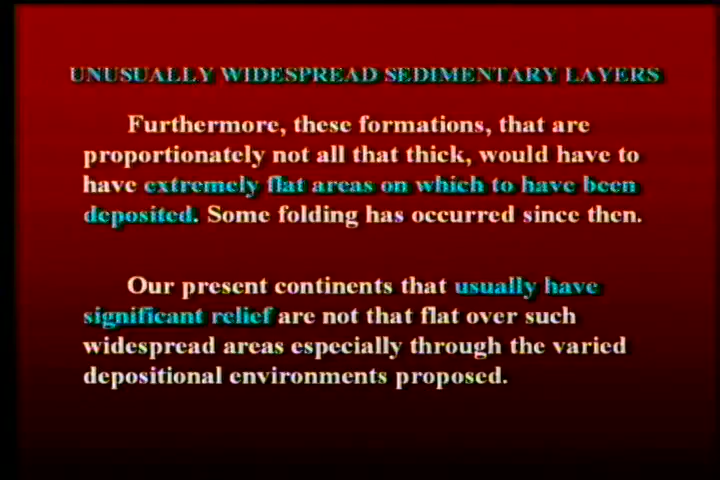 UNUSUALLY WIDESPREAD SEDIMENTARY LAYERS
Furthermore, these formations, that are
proportionately not all that thick, would have to
have extremely flat areas on which to have been
deposited. Some folding has occurred since then.
Our present continents that usually have
significant relief are not that flat over such
widespread areas especially through the varied
depositional environments proposed.